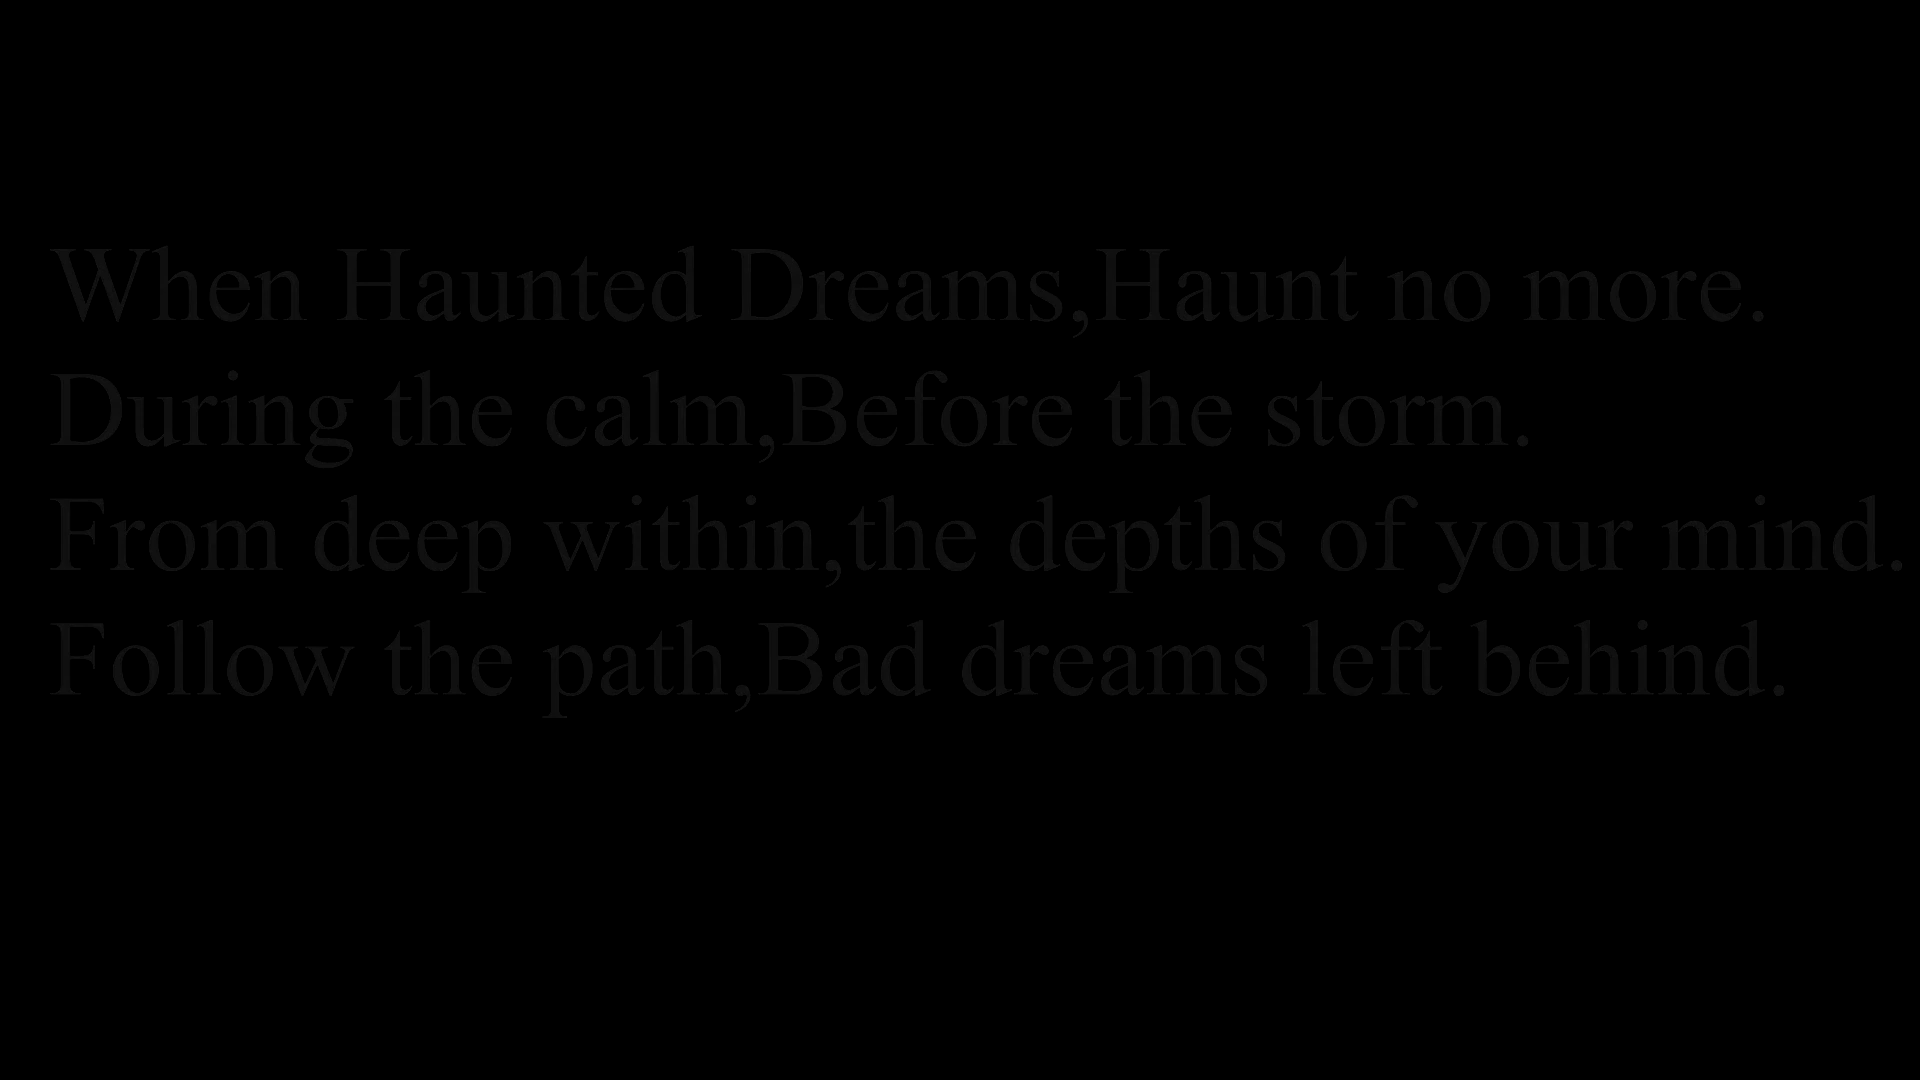 When Haunted Dreams,Haunt no more.
During the calm,Before the storm.
From deep within,the depths of your mind.
Follow the path,Bad dreams left behind.